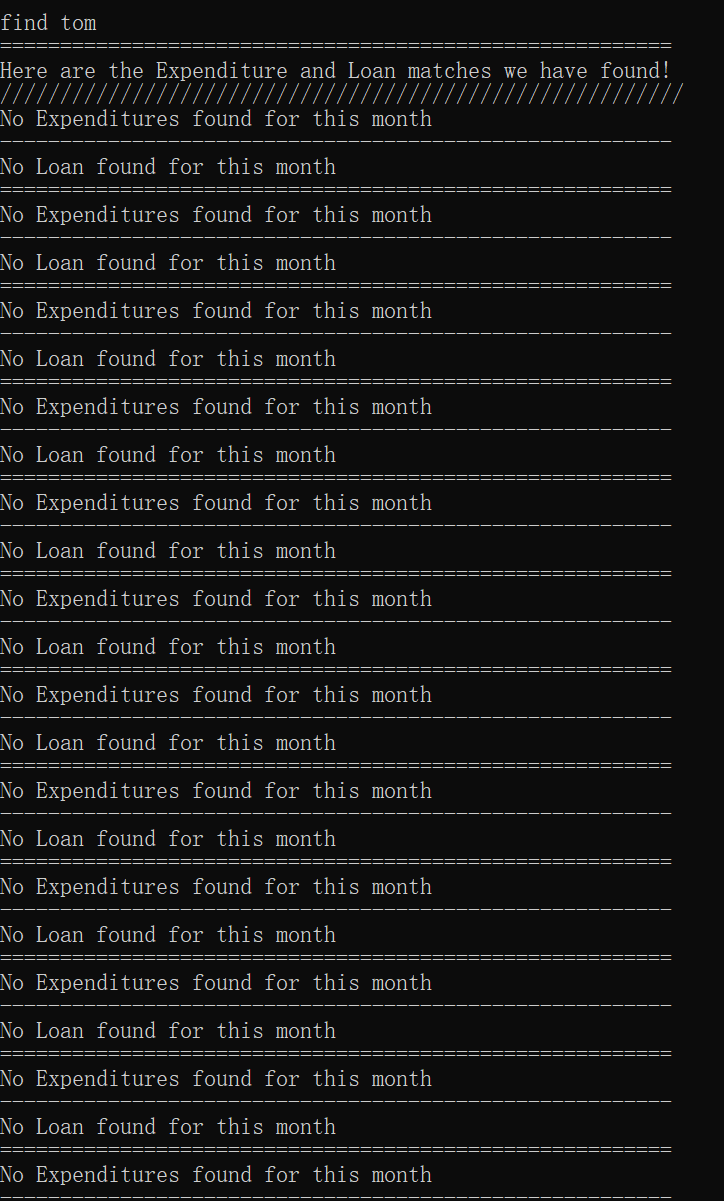 find tom
========================================================
Here are the Expenditure and Loan matches we have found!
/////////////////////////////////////////////////////////
No Expenditures found for this month
--------------------------------------------------------
No Loan found for this month
========================================================
No Expenditures found for this month
--------------------------------------------------------
No Loan found for this month
========================================================
No Expenditures found for this month
--------------------------------------------------------
No Loan found for this month
========================================================
No Expenditures found for this month
--------------------------------------------------------
No Loan found for this month
========================================================
No Expenditures found for this month
--------------------------------------------------------
No Loan found for this month
========================================================
No Expenditures found for this month
--------------------------------------------------------
No Loan found for this month
========================================================
No Expenditures found for this month
--------------------------------------------------------
No Loan found for this month
========================================================
No Expenditures found for this month
--------------------------------------------------------
No Loan found for this month
========================================================
No Expenditures found for this month
--------------------------------------------------------
No Loan found for this month
========================================================
No Expenditures found for this month
--------------------------------------------------------
No Loan found for this month
========================================================
No Expenditures found for this month
--------------------------------------------------------
No Loan found for this month
========================================================
No Expenditures found for this month
--------------------------------------------------------